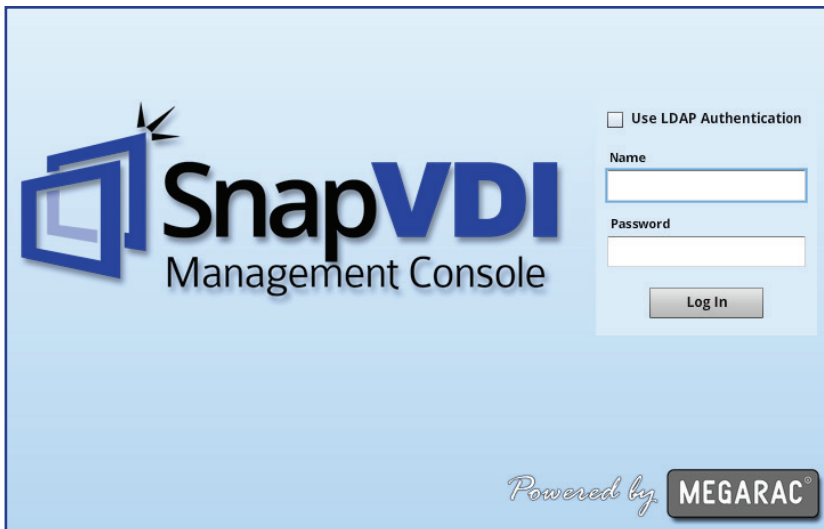 SnapVDI
Management Console
Use LDAP Authentication
Name
Password
Log In
Powered by MEGARAC®